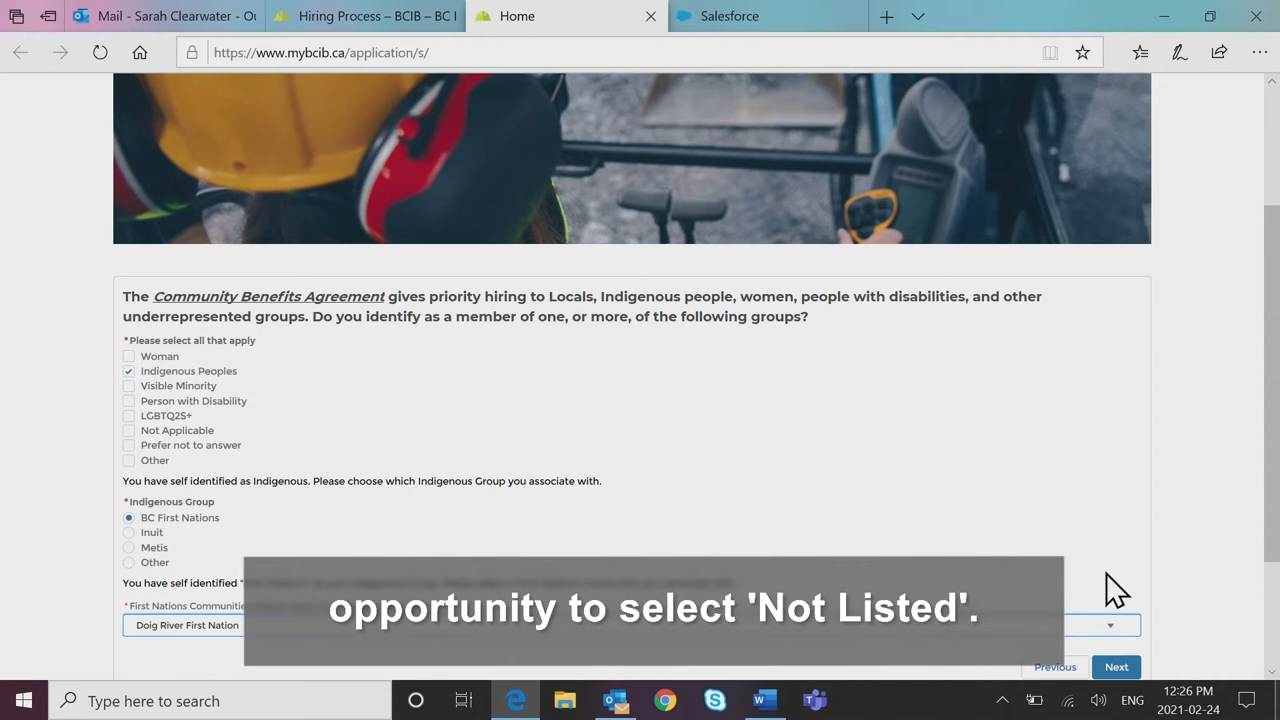 Mail - Sarah Clearwater - Ou
Hiring Process – BCIB – BC I
Home
Salesforce
https://www.mybcib.ca/application/s/
The Community Benefits Agreement gives priority hiring to Locals, Indigenous people, women, people with disabilities, and other
underrepresented groups. Do you identify as a member of one, or more, of the following groups?
*Please select all that apply
Woman
Indigenous Peoples
Visible Minority
Person with Disability
LGBTQ2S+
Not Applicable
Prefer not to answer
Other
You have self identified as Indigenous. Please choose which Indigenous Group you associate with.
*Indigenous Group
BC First Nations
Inuit
Metis
Other
You have self identified
*First Nations Communitie
opportunity to select 'Not Listed'.
Doig River First Nation
Previous
Next
Type here to search
ENG
12:26 PM
2021-02-24